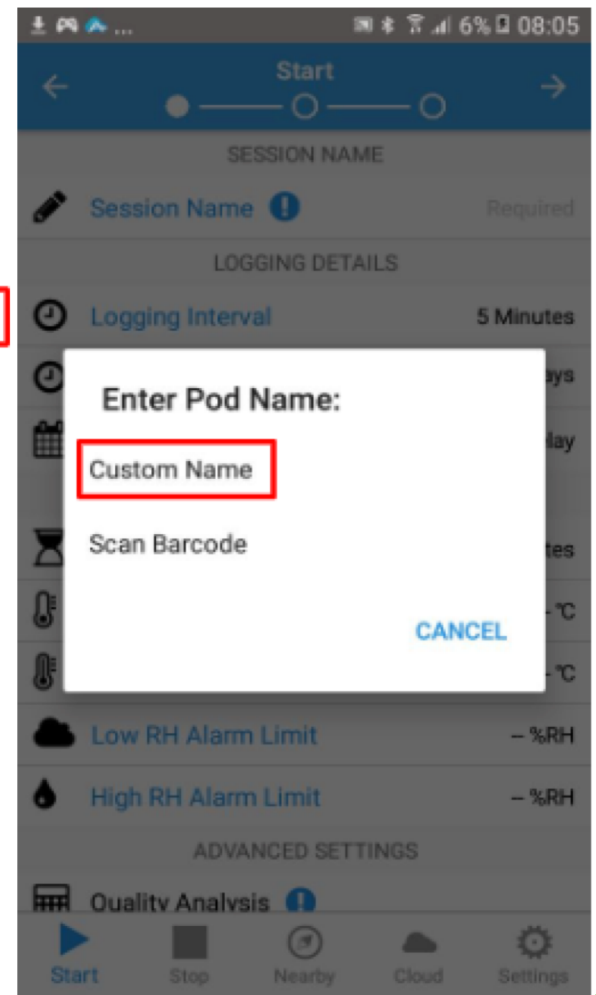 ... 6% 08:05
Start
SESSION NAME
Session Name Required
LOGGING DETAILS
Logging Interval 5 Minutes
ays
Enter Pod Name:
lay
Custom Name
Scan Barcode
tes
- °C
CANCEL
- °C
Low RH Alarm Limit -- %RH
High RH Alarm Limit -- %RH
ADVANCED SETTINGS
Quality Analysis
Start Stop Nearby Cloud Settings